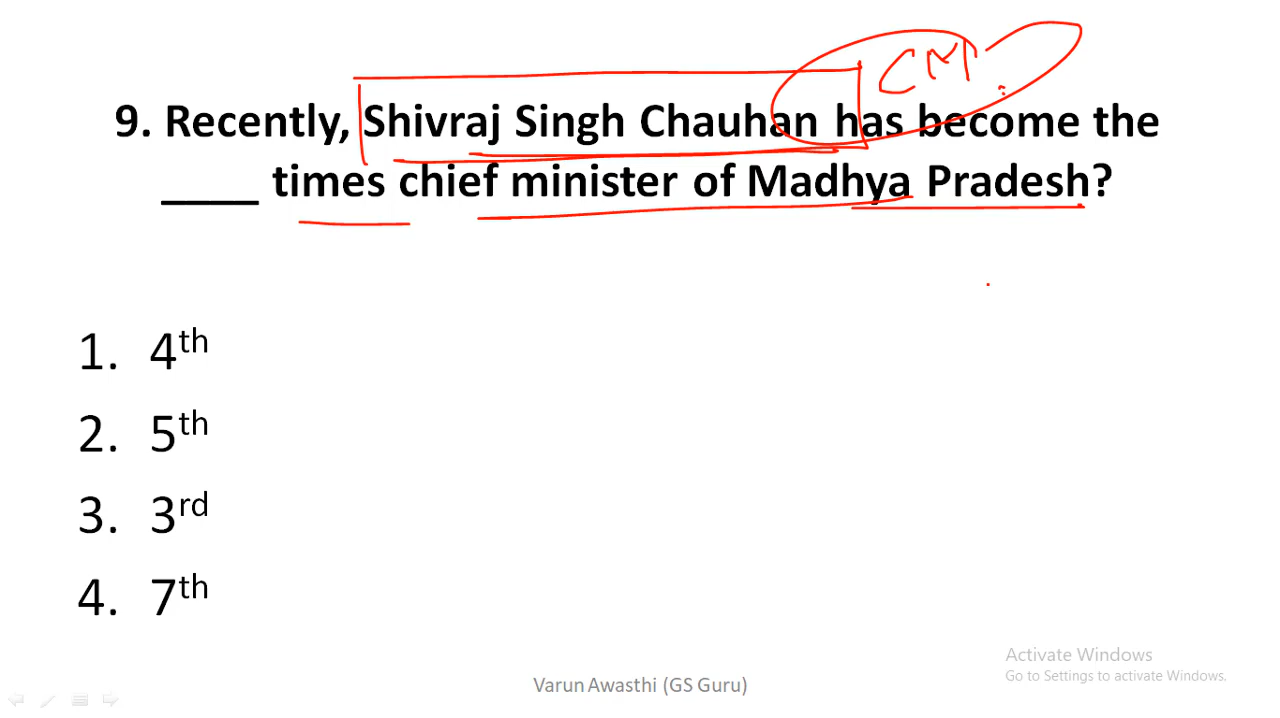 CM
9. Recently, Shivraj Singh Chauhan has become the
____ times chief minister of Madhya Pradesh?
1. 4th
2. 5th
3. 3rd
4. 7th
Activate Windows
Go to Settings to activate Windows.
Varun Awasthi (GS Guru)